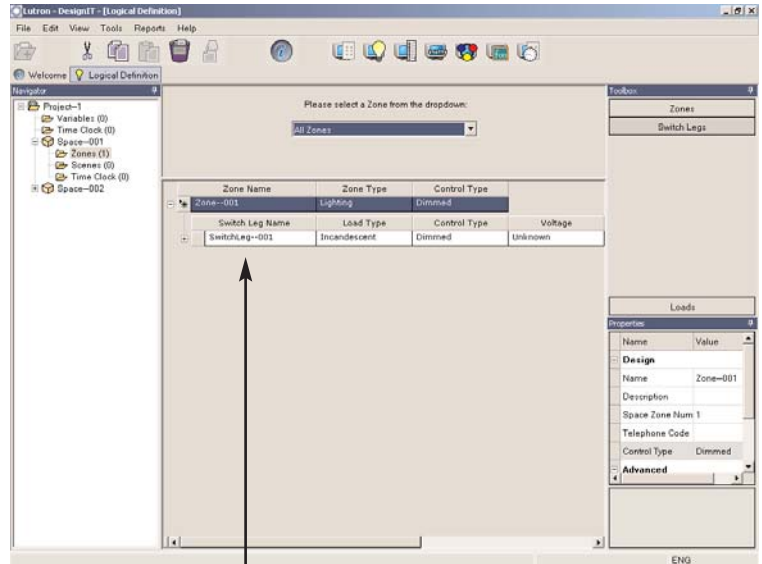 Lutron - DesignIT - [Logical Definition]
File Edit View Tools Reports Help
Welcome Logical Definition
Navigator
Project--1
Variables (0)
Time Clock (0)
Space--001
Zones (1)
Scenes (0)
Time Clock (0)
Space--002
Please select a Zone from the dropdown:
All Zones
Zone Name Zone Type Control Type
Zone--001 Lighting Dimmed
Switch Leg Name Load Type Control Type Voltage
SwitchLeg--001 Incandescent Dimmed Unknown
Toolbox
Zones
Switch Legs
Loads
Properties
Name Value
Design
Name Zone--001
Description
Space Zone Num 1
Telephone Code
Control Type Dimmed
Advanced
ENG